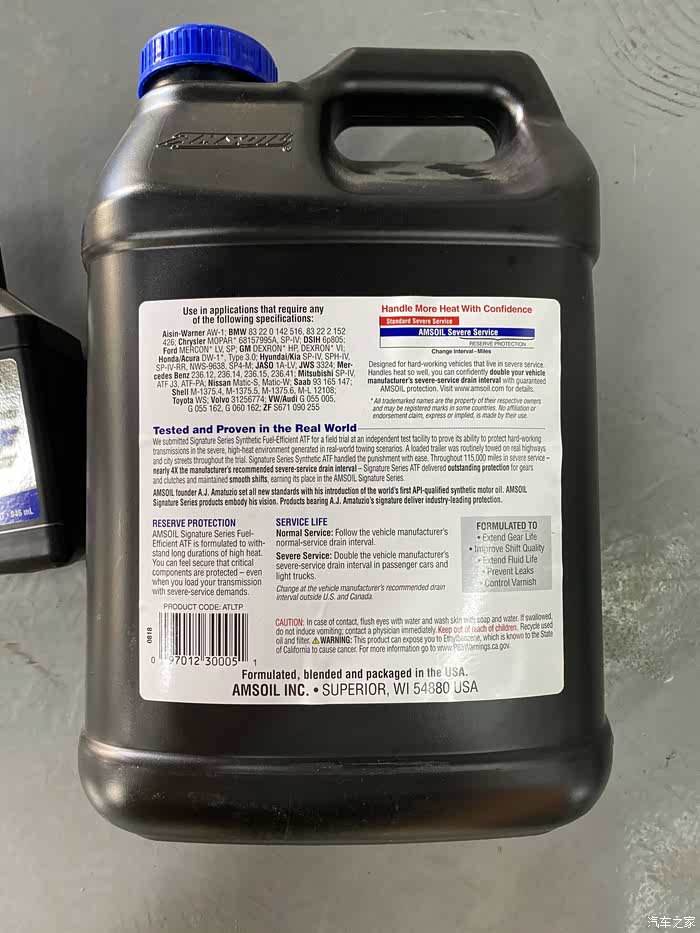 AMSOIL
Use in applications that require any
of the following specifications:
Aisin-Warner AW-1; BMW 83 22 0 142 516, 83 22 2 152
426; Chrysler MOPAR* 68157995A, SP-IV; DSIH 6p805;
Ford MERCON* LV, SP; GM DEXRON* HP, DEXRON* VI;
Honda/Acura DW-1*, Type 3.0; Hyundai/Kia SP-IV, SPH-IV,
SP-IV-RR, NWS-9638, SP4-M; JASO 1A-LV; JWS 3324; Mer-
cedes Benz 236.12, 236.14, 236.15, 236.41; Mitsubishi SP-IV,
ATF J3, ATF-PA; Nissan Matic-S, Matic-W; Saab 93 165 147;
Shell M-1375.4, M-1375.5, M-1375.6, M-L 12108;
Toyota WS; Volvo 31256774; VW/Audi G 055 005,
G 055 162, G 060 162; ZF S671 090 255
Handle More Heat With Confidence
Standard Severe Service
AMSOIL Severe Service
RESERVE PROTECTION
Change Interval–Miles
Designed for hard-working vehicles that live in severe service.
Handles heat so well, you can confidently double your vehicle
manufacturer's severe-service drain interval with guaranteed
AMSOIL protection. Visit www.amsoil.com for details.
* All trademarked names are the property of their respective owners
and may be registered marks in some countries. No affiliation or
endorsement claim, express or implied, is made by their use.
Tested and Proven in the Real World
We submitted Signature Series Synthetic Fuel-Efficient ATF for a field trial at an independent test facility to prove its ability to protect hard-working
transmissions in the severe, high-heat environment generated in real-world towing scenarios. A loaded trailer was routinely towed on real highways
and city streets throughout the trial. Signature Series Synthetic ATF handled the punishment with ease. Throughout 115,000 miles in severe service –
nearly 4X the manufacturer's recommended severe-service drain interval – Signature Series ATF delivered outstanding protection for gears
and clutches and maintained smooth shifts, earning its place in the AMSOIL Signature Series.
AMSOIL founder A.J. Amatuzio set all new standards with his introduction of the world's first API-qualified synthetic motor oil. AMSOIL
Signature Series products embody his vision. Products bearing A.J. Amatuzio's signature deliver industry-leading protection.
RESERVE PROTECTION
AMSOIL Signature Series Fuel-
Efficient ATF is formulated to with-
stand long durations of high heat.
You can feel secure that critical
components are protected – even
when you load your transmission
with severe-service demands.
SERVICE LIFE
Normal Service: Follow the vehicle manufacturer's
normal-service drain interval.
Severe Service: Double the vehicle manufacturer's
severe-service drain interval in passenger cars and
light trucks.
Change at the vehicle manufacturer's recommended drain
interval outside U.S. and Canada.
FORMULATED TO
• Extend Gear Life
• Improve Shift Quality
• Extend Fluid Life
• Prevent Leaks
• Control Varnish
PRODUCT CODE: ATLTP
0818
0 97012 30005 1
CAUTION: In case of contact, flush eyes with water and wash skin with soap and water. If swallowed,
do not induce vomiting; contact a physician immediately. Keep out of reach of children. Recycle used
oil and filter. ⚠WARNING: This product can expose you to Ethylbenzene, which is known to the State
of California to cause cancer. For more information go to www.P65Warnings.ca.gov.
Formulated, blended and packaged in the USA.
AMSOIL INC. • SUPERIOR, WI 54880 USA
946 mL
汽车之家